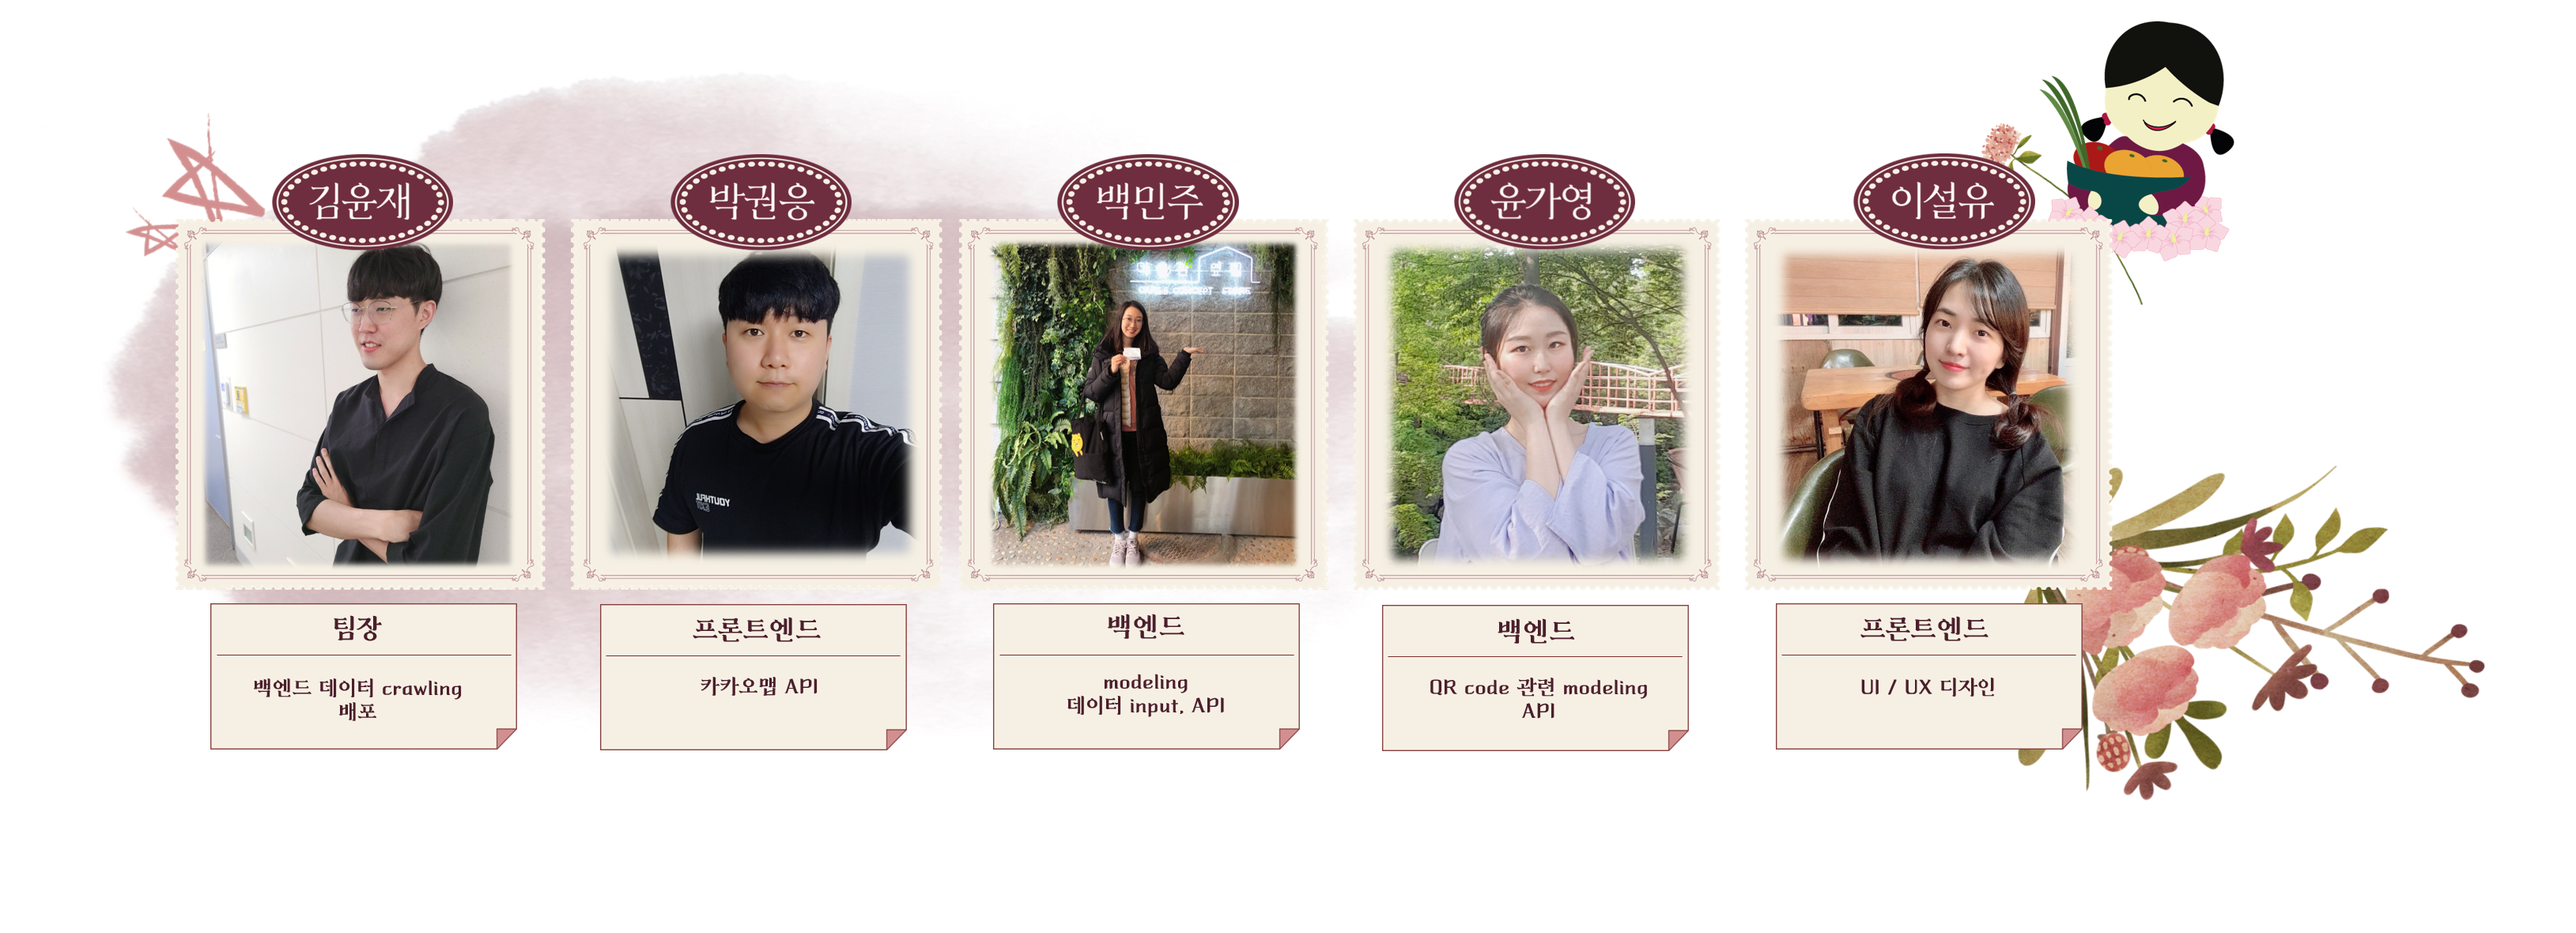 김윤재
박권응
백민주
윤가영
이설유
YOUTHFUL
팀장
백엔드 데이터 crawling
배포
프론트엔드
카카오맵 API
백엔드
modeling
데이터 input, API
백엔드
QR code 관련 modeling
API
프론트엔드
UI / UX 디자인